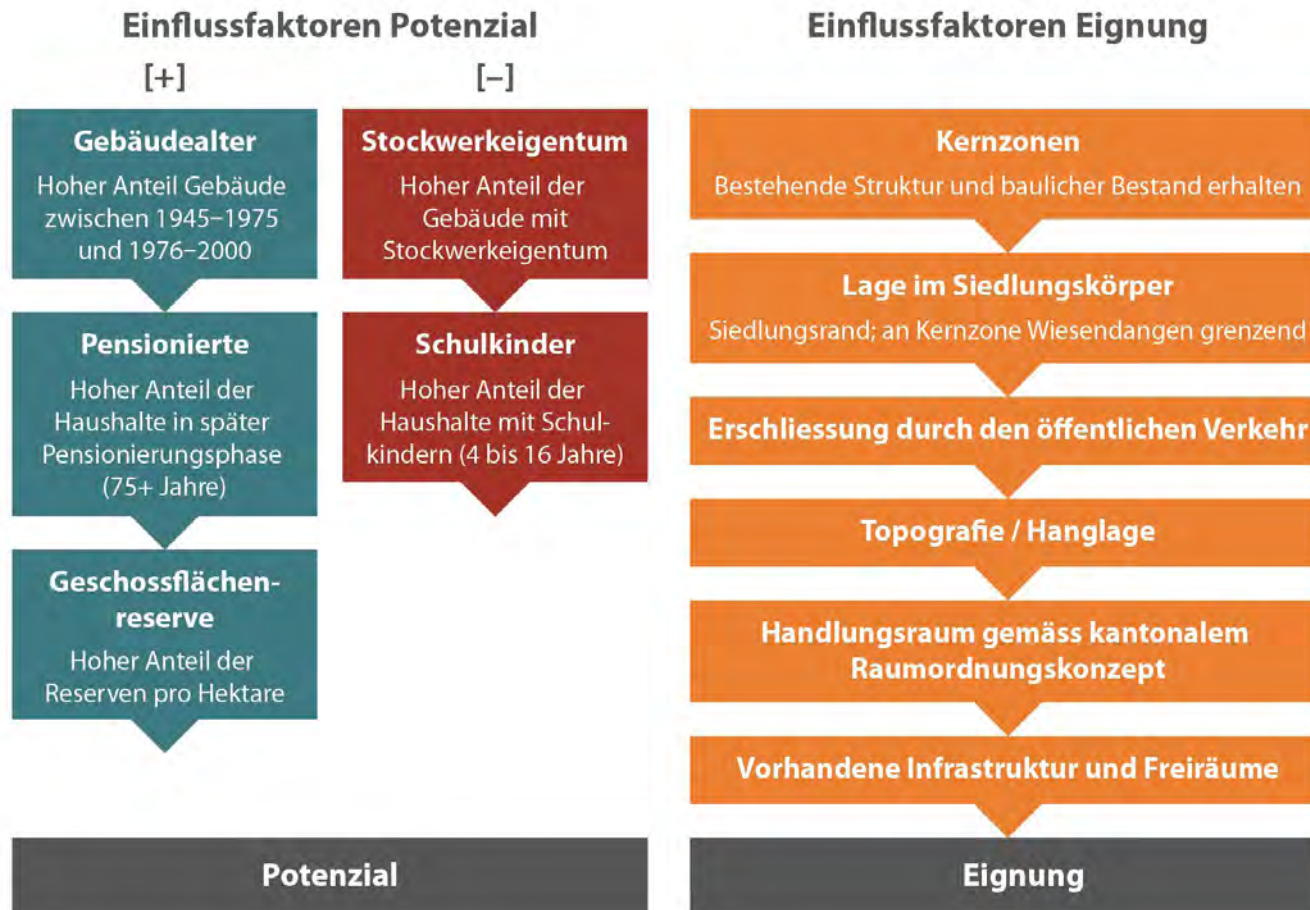 Einflussfaktoren Potenzial
[+]
[–]
Gebäudealter
Hoher Anteil Gebäude
zwischen 1945–1975
und 1976–2000
Pensionierte
Hoher Anteil der
Haushalte in später
Pensionierungsphase
(75+ Jahre)
Geschossflächen-
reserve
Hoher Anteil der
Reserven pro Hektare
Stockwerkeigentum
Hoher Anteil der
Gebäude mit
Stockwerkeigentum
Schulkinder
Hoher Anteil der
Haushalte mit Schul-
kindern (4 bis 16 Jahre)
Potenzial
Einflussfaktoren Eignung
Kernzonen
Bestehende Struktur und baulicher Bestand erhalten
Lage im Siedlungskörper
Siedlungsrand; an Kernzone Wiesendangen grenzend
Erschliessung durch den öffentlichen Verkehr
Topografie / Hanglage
Handlungsraum gemäss kantonalem
Raumordnungskonzept
Vorhandene Infrastruktur und Freiräume
Eignung